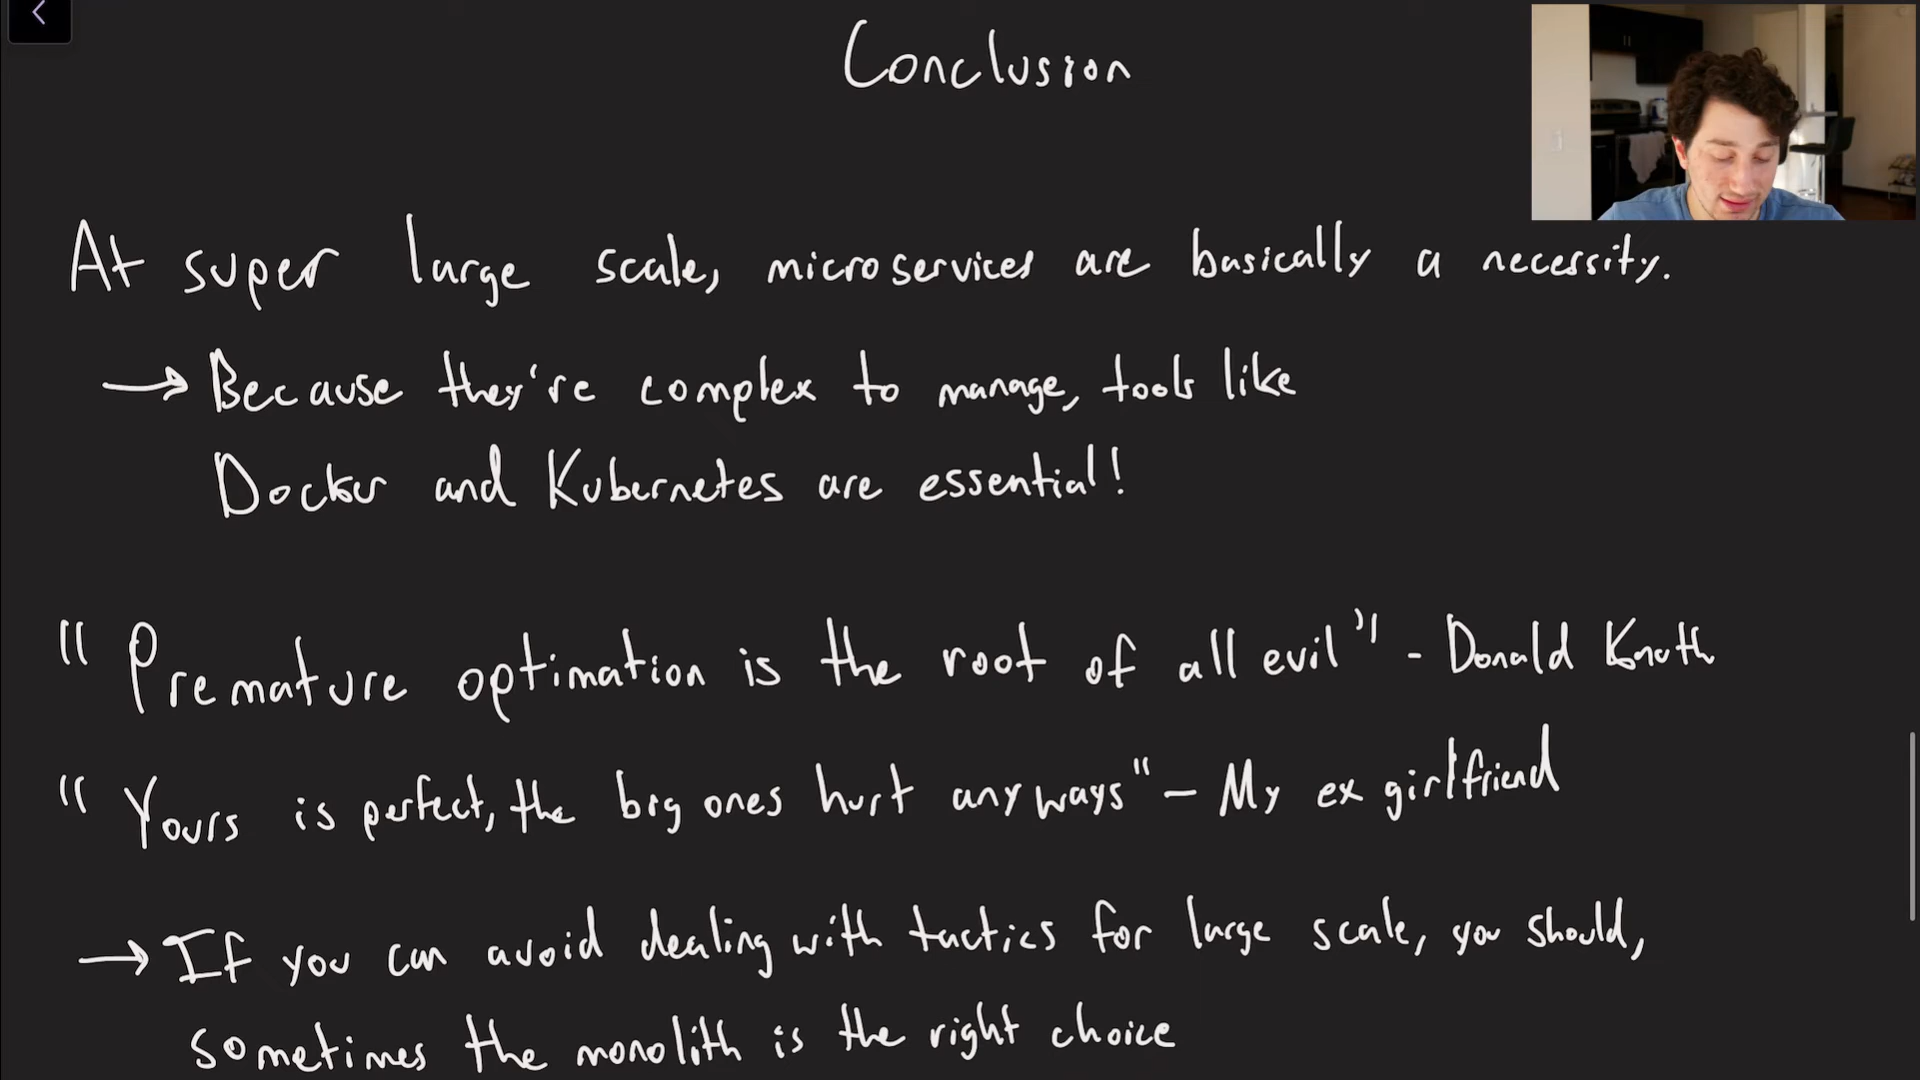 Conclusion
At super large scale, microservices are basically a necessity.
→ Because they're complex to manage, tools like
Docker and Kubernetes are essential!
"Premature optimation is the root of all evil" - Donald Knuth
"Yours is perfect, the big ones hurt anyways" - My ex girlfriend
→ If you can avoid dealing with tactics for large scale, you should,
sometimes the monolith is the right choice